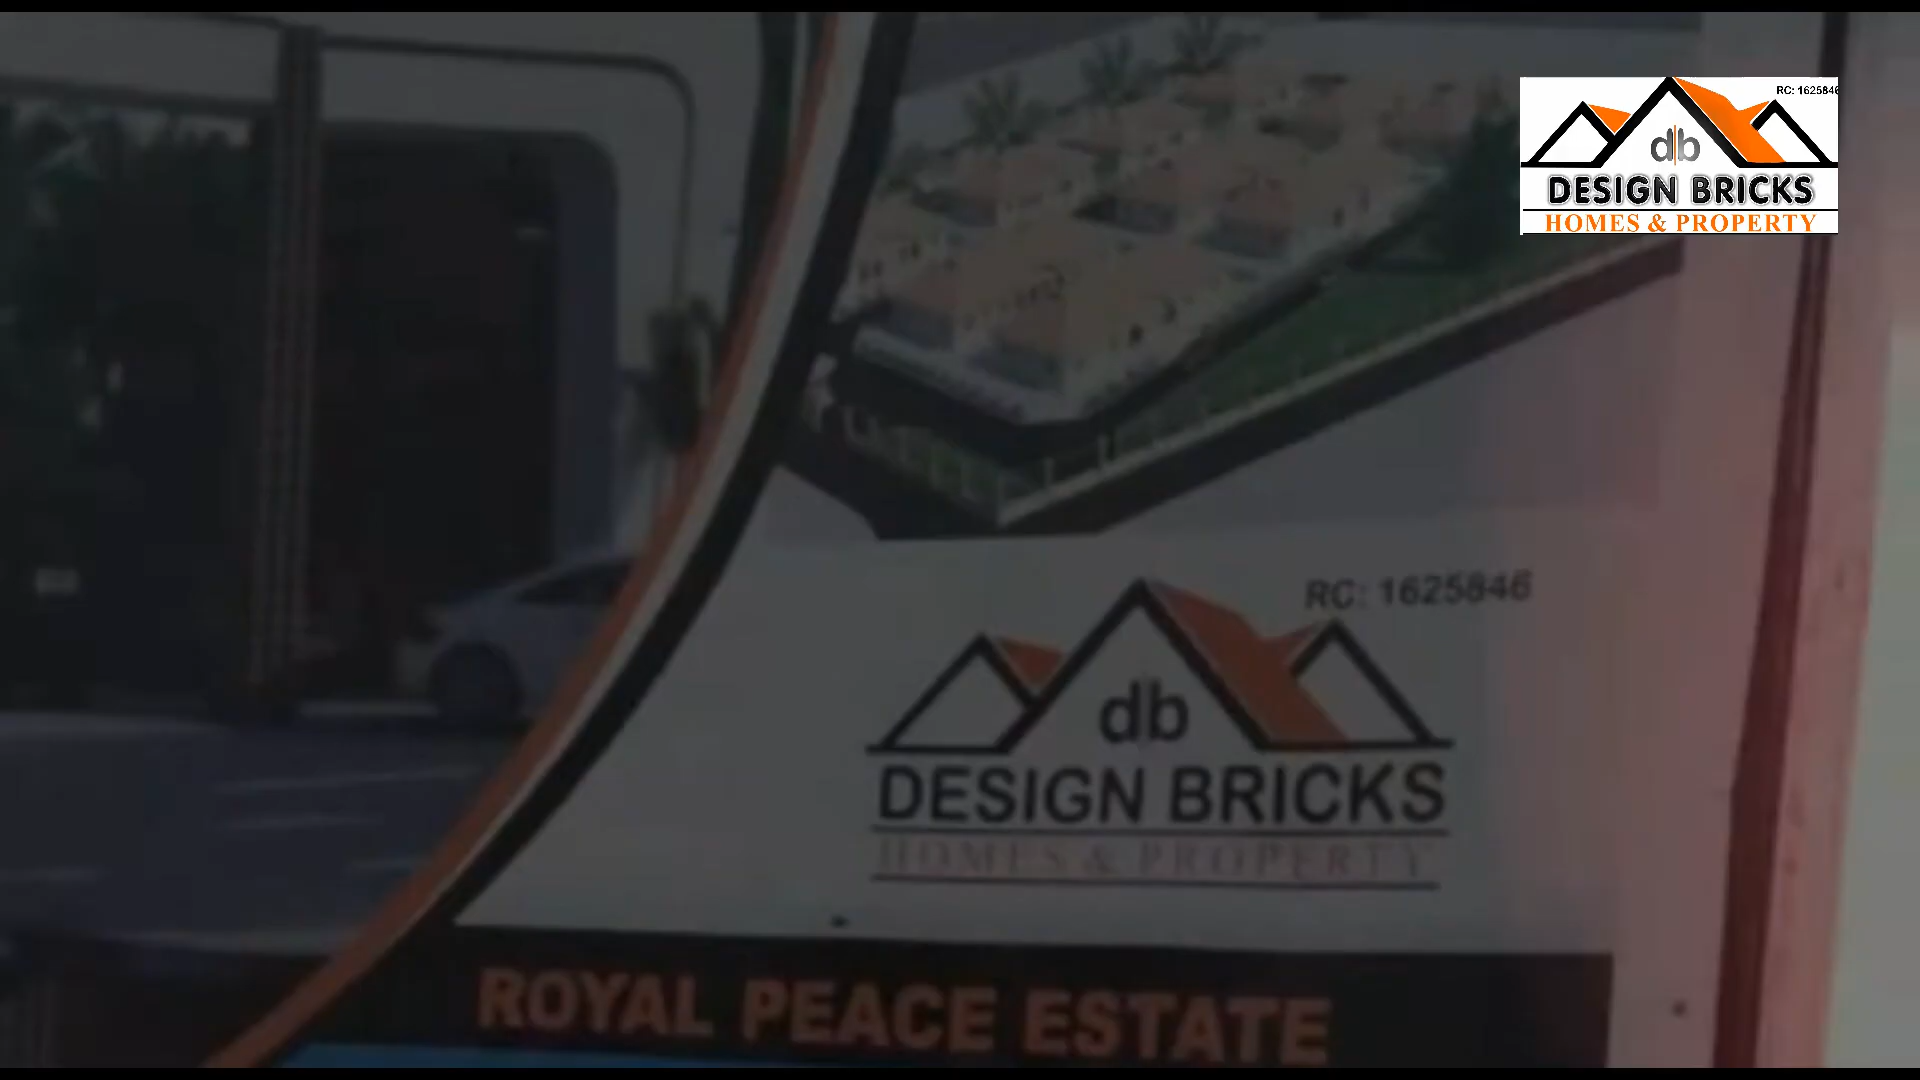 RC: 1625846
db
DESIGN BRICKS
HOMES & PROPERTY
RC: 1625846
db
DESIGN BRICKS
HOMES & PROPERTY
ROYAL PEACE ESTATE